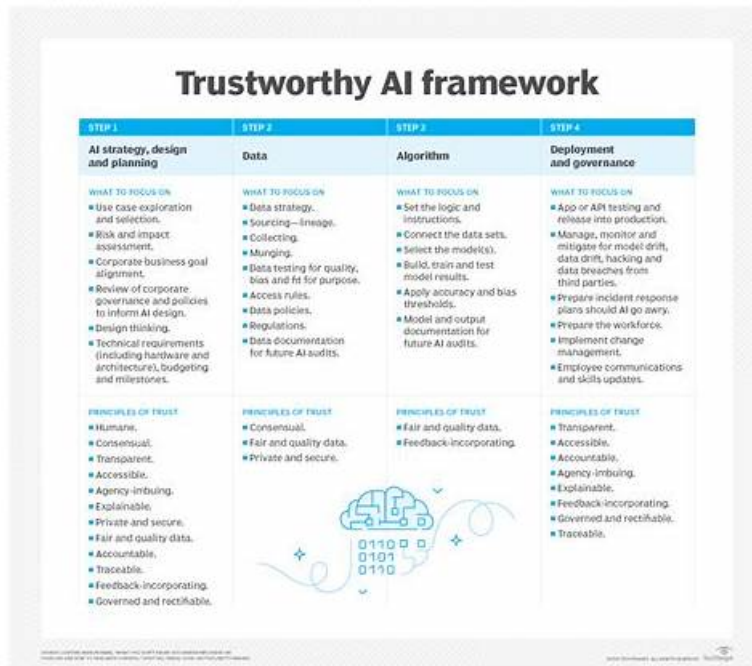 Trustworthy AI framework
STEP 1
AI strategy, design
and planning
WHAT TO FOCUS ON
Use case exploration
and selection.
Risk and impact
assessment.
Corporate business goal
alignment.
Review of corporate
governance and policies
to inform AI design.
Design thinking.
Technical requirements
(including hardware and
architecture), budgeting
and milestones.
PRINCIPLES OF TRUST
Humane.
Consensual.
Transparent.
Accessible.
Agency-imbuing.
Explainable.
Private and secure.
Fair and quality data.
Accountable.
Traceable.
Feedback-incorporating.
Governed and rectifiable.
STEP 2
Data
WHAT TO FOCUS ON
Data strategy.
Sourcing—lineage.
Collecting.
Munging.
Data testing for quality,
bias and fit for purpose.
Access rules.
Data policies.
Regulations.
Data documentation
for future AI audits.
PRINCIPLES OF TRUST
Consensual.
Fair and quality data.
Private and secure.
STEP 3
Algorithm
WHAT TO FOCUS ON
Set the logic and
instructions.
Connect the data sets.
Select the model(s).
Build, train and test
model results.
Apply accuracy and bias
thresholds.
Model and output
documentation for
future AI audits.
PRINCIPLES OF TRUST
Fair and quality data.
Feedback-incorporating.
STEP 4
Deployment
and governance
WHAT TO FOCUS ON
App or API testing and
release into production.
Manage, monitor and
mitigate for model drift,
data drift, hacking and
data breaches from
third parties.
Prepare incident response
plans should AI go awry.
Prepare the workforce.
Implement change
management.
Employee communications
and skills updates.
PRINCIPLES OF TRUST
Transparent.
Accessible.
Accountable.
Agency-imbuing.
Explainable.
Feedback-incorporating.
Governed and rectifiable.
Traceable.
0110
0101
0110